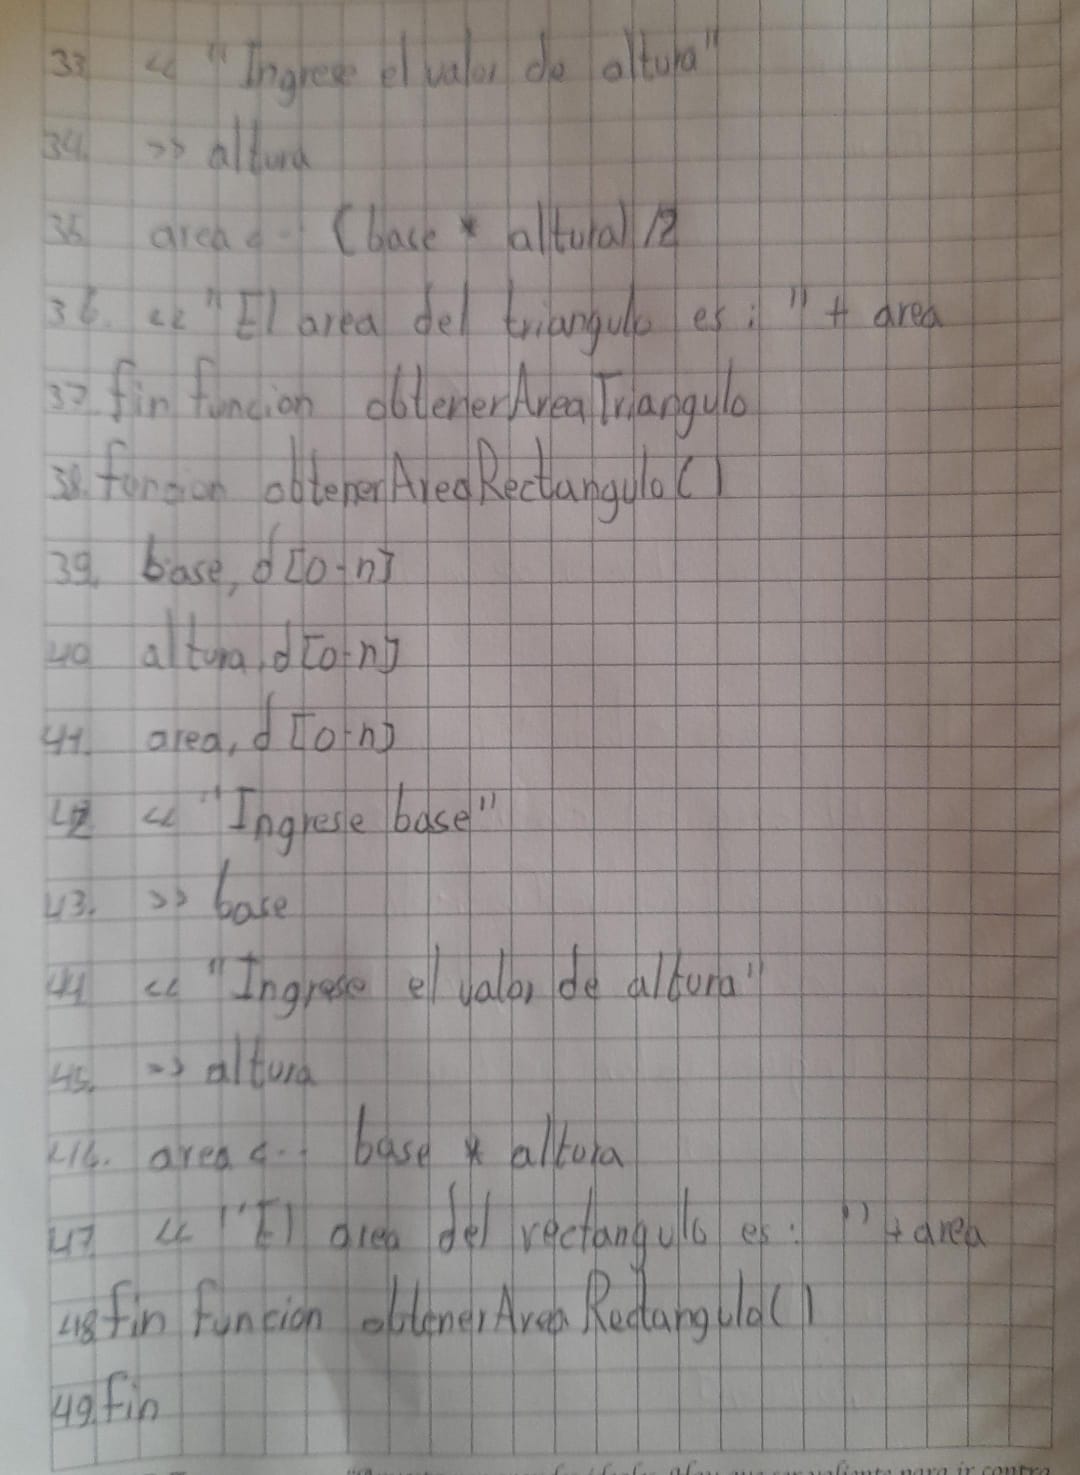 33 << "Ingrese el valor de altura"
34. >> altura
35 area <-- (base * altura) /2
36. << "El area del triangulo es: " + area
37. fin funcion obtenerAreaTriangulo
38. funcion obtenerAreaRectangulo()
39. base, d[0-n]
40 altura, d[0-n]
41. area, d[0-n]
42 << "Ingrese base"
43. >> base
44 << "Ingrese el valor de altura"
45. >> altura
46. area <-- base * altura
47 << "El area del rectangulo es: " + area
48 fin funcion obtenerAreaRectangulo()
49. fin
para ir contra